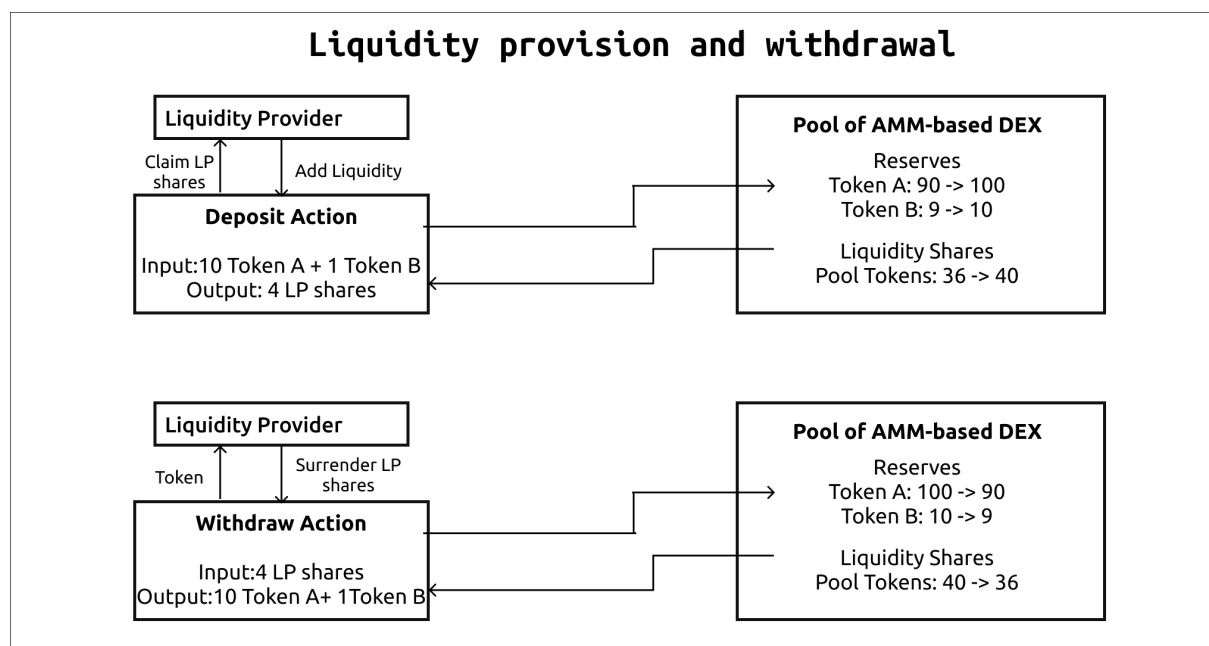 Liquidity provision and withdrawal
Liquidity Provider
Claim LP
shares
Add Liquidity
Deposit Action
Input:10 Token A + 1 Token B
Output: 4 LP shares
Pool of AMM-based DEX
Reserves
Token A: 90 -> 100
Token B: 9 -> 10
Liquidity Shares
Pool Tokens: 36 -> 40
Liquidity Provider
Token
Surrender LP
shares
Withdraw Action
Input:4 LP shares
Output:10 Token A+ 1Token B
Pool of AMM-based DEX
Reserves
Token A: 100 -> 90
Token B: 10 -> 9
Liquidity Shares
Pool Tokens: 40 -> 36